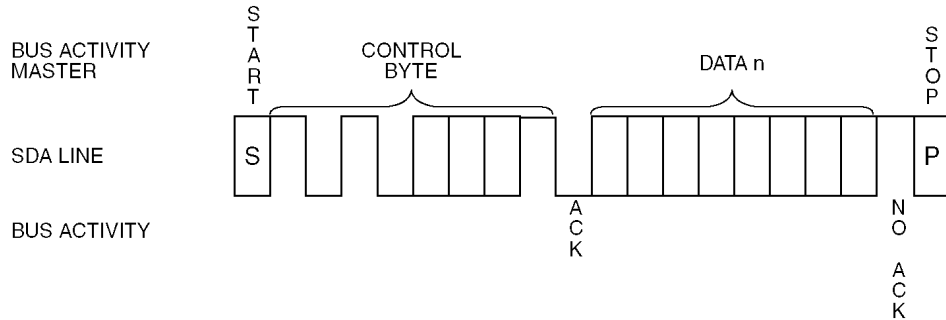 START
BUS ACTIVITY
MASTER
CONTROL
BYTE
DATA n
STOP
SDA LINE
S
P
BUS ACTIVITY
ACK
NO ACK